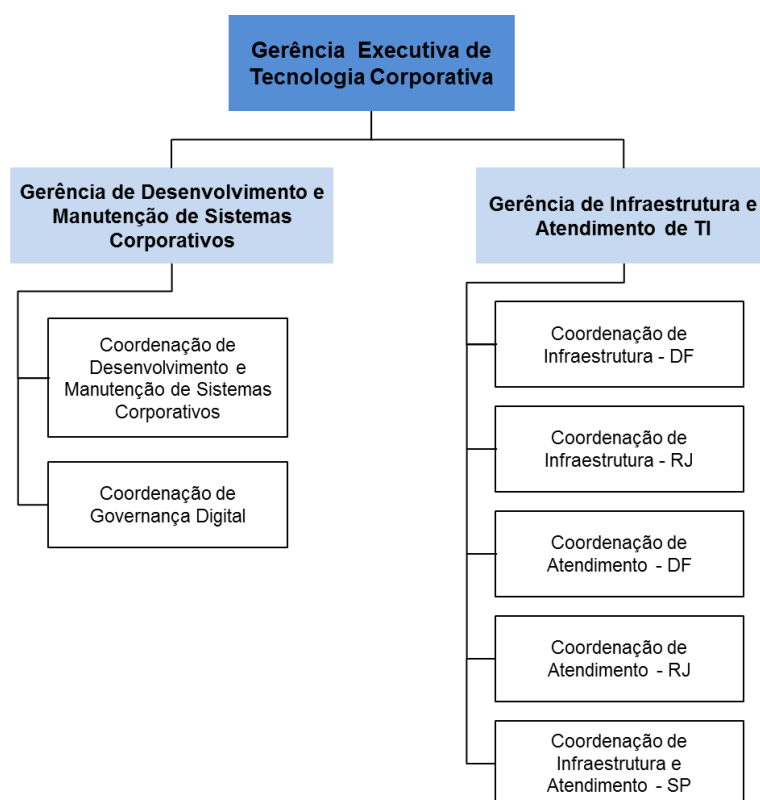 Gerência Executiva de
Tecnologia Corporativa
Gerência de Desenvolvimento e
Manutenção de Sistemas
Corporativos
Coordenação de
Desenvolvimento e
Manutenção de Sistemas
Corporativos
Coordenação de
Governança Digital
Gerência de Infraestrutura e
Atendimento de TI
Coordenação de
Infraestrutura - DF
Coordenação de
Infraestrutura - RJ
Coordenação de
Atendimento - DF
Coordenação de
Atendimento - RJ
Coordenação de
Infraestrutura e
Atendimento - SP